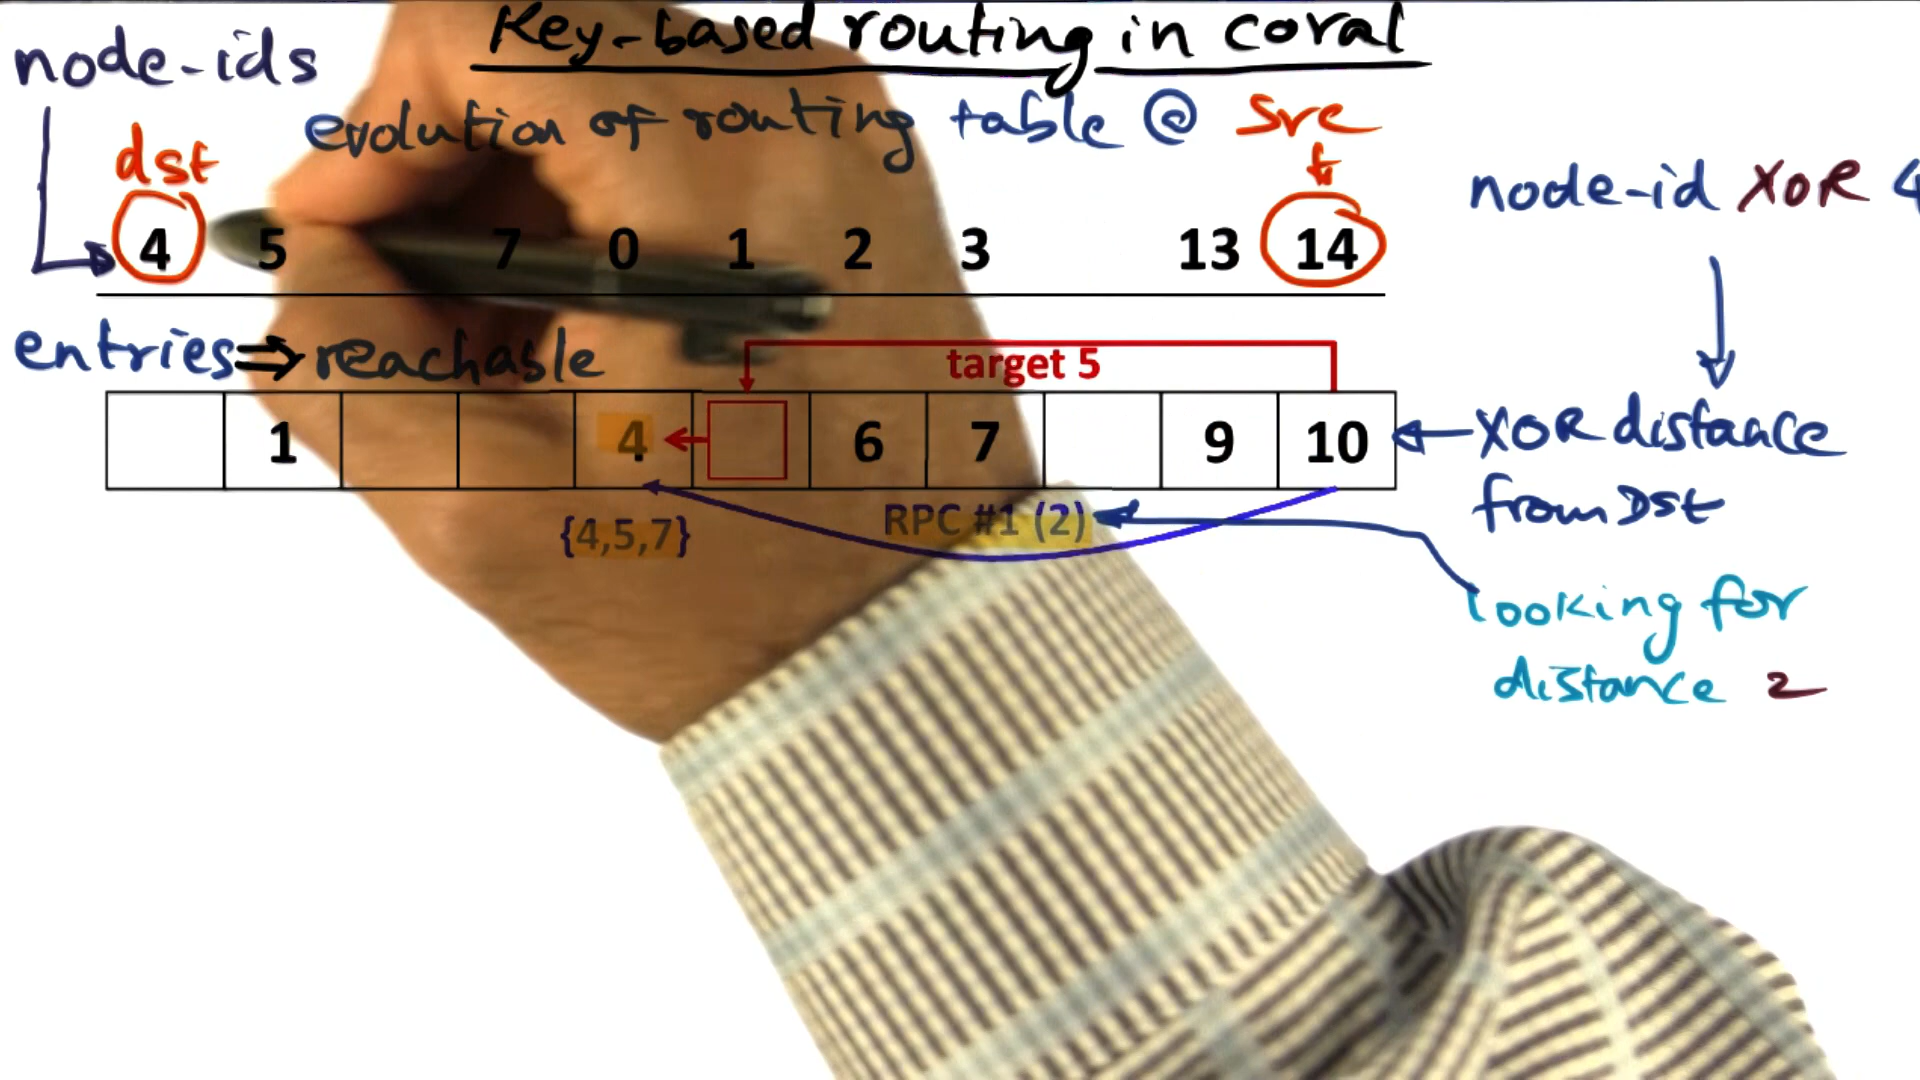 Key-based routing in coral
node-ids
evolution of routing table @ src
dst
node-id XOR 4
4 5 7 0 1 2 3 13 14
entries ⇒ reachable
target 5
1 4 6 7 9 10
XOR distance
from Dst
{4,5,7}
RPC #1 (2)
looking for
distance 2